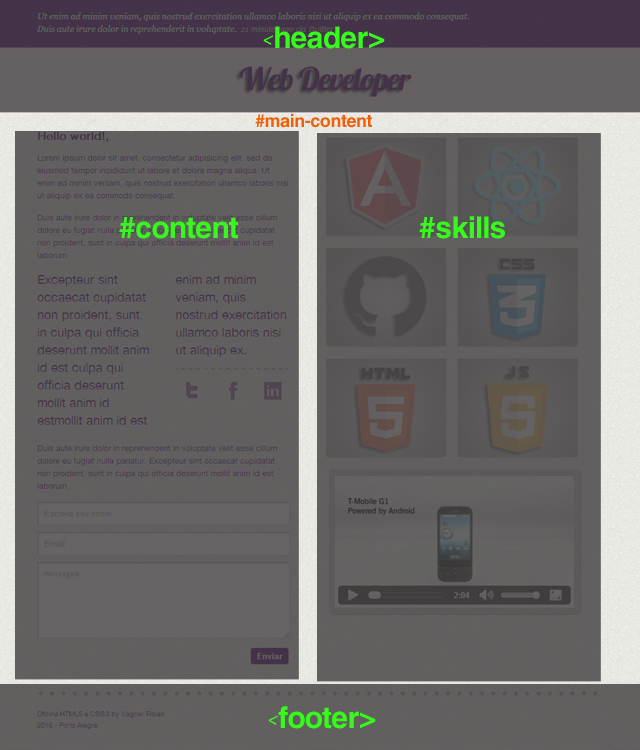 Ut enim ad minim veniam, quis nostrud exercitation ullamco laboris nisi ut aliquip ex ea commodo consequat.
Duis aute irure dolor in reprehenderit in voluptate. 21 minutos
<header>
Web Developer
#main-content
Hello world!,
Lorem ipsum dolor sit amet, consectetur adipisicing elit, sed do
eiusmod tempor incididunt ut labore et dolore magna aliqua. Ut
enim ad minim veniam, quis nostrud exercitation ullamco laboris nisi
ut aliquip ex ea commodo consequat.
Duis aute irure dolor in reprehenderit in voluptate velit esse cillum
dolore eu fugiat nulla pariatur. Excepteur sint occaecat cupidatat
non proident, sunt in culpa qui officia deserunt mollit anim id est
laborum.
#content
Excepteur sint
occaecat cupidatat
non proident, sunt
in culpa qui officia
deserunt mollit anim
id est culpa qui
officia deserunt
mollit anim id
estmollit anim id est
enim ad minim
veniam, quis
nostrud exercitation
ullamco laboris nisi
ut aliquip ex.
t f in
Duis aute irure dolor in reprehenderit in voluptate velit esse cillum
dolore eu fugiat nulla pariatur. Excepteur sint occaecat cupidatat
non proident, sunt in culpa qui officia deserunt mollit anim id est
laborum.
Escreva seu nome
Email
Mensagem
Enviar
#skills
A
CSS
3
HTML
5
JS
5
T-Mobile G1
Powered by Android
2:04
Oficina HTML5 e CSS3 by Vagner Ribas
2016 - Porto Alegre
<footer>